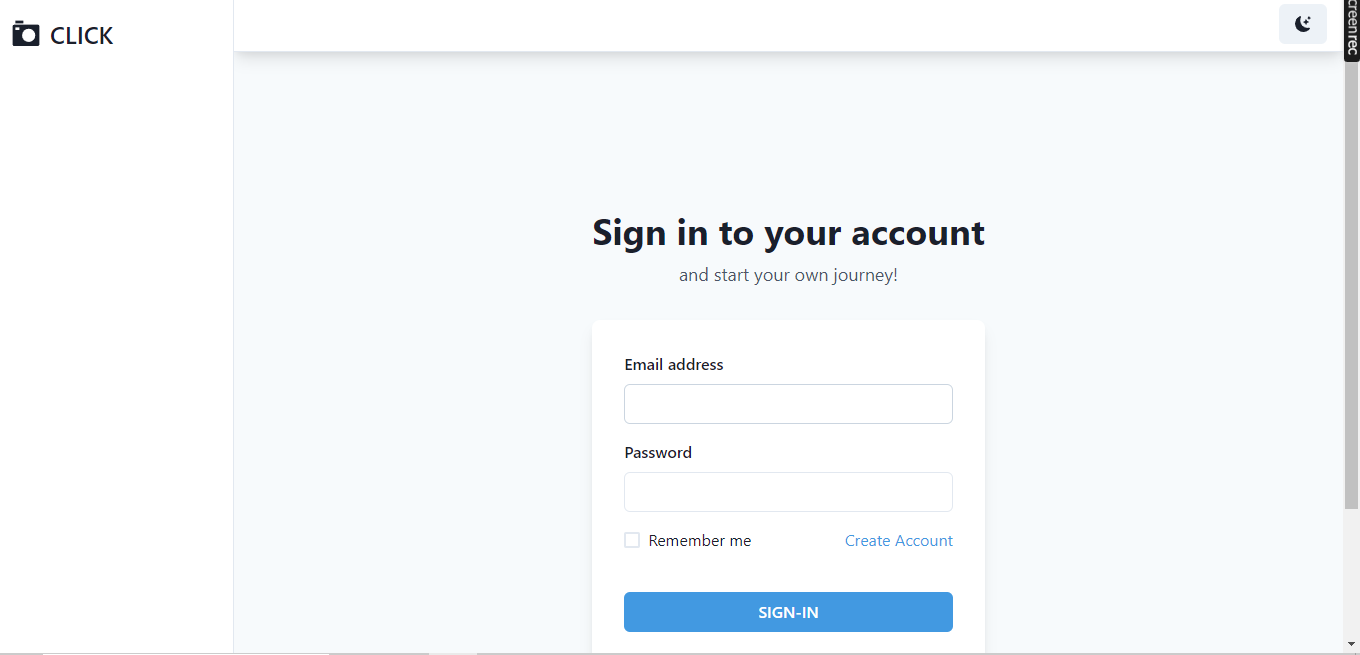 CLICK
creenrec
Sign in to your account
and start your own journey!
Email address
Password
Remember me
Create Account
SIGN-IN